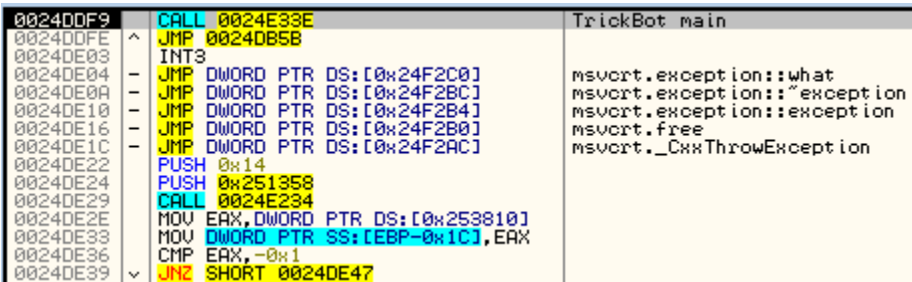 0024DDF9 CALL 0024E33E TrickBot main
0024DDFE ^ JMP 0024DB5B
0024DE03 INT3
0024DE04 - JMP DWORD PTR DS:[0x24F2C0] msvcrt.exception::what
0024DE0A - JMP DWORD PTR DS:[0x24F2BC] msvcrt.exception::~exception
0024DE10 - JMP DWORD PTR DS:[0x24F2B4] msvcrt.exception::exception
0024DE16 - JMP DWORD PTR DS:[0x24F2B0] msvcrt.free
0024DE1C - JMP DWORD PTR DS:[0x24F2AC] msvcrt._CxxThrowException
0024DE22 PUSH 0x14
0024DE24 PUSH 0x251358
0024DE29 CALL 0024E234
0024DE2E MOV EAX,DWORD PTR DS:[0x253810]
0024DE33 MOV DWORD PTR SS:[EBP-0x1C],EAX
0024DE36 CMP EAX,-0x1
0024DE39 v JNZ SHORT 0024DE47